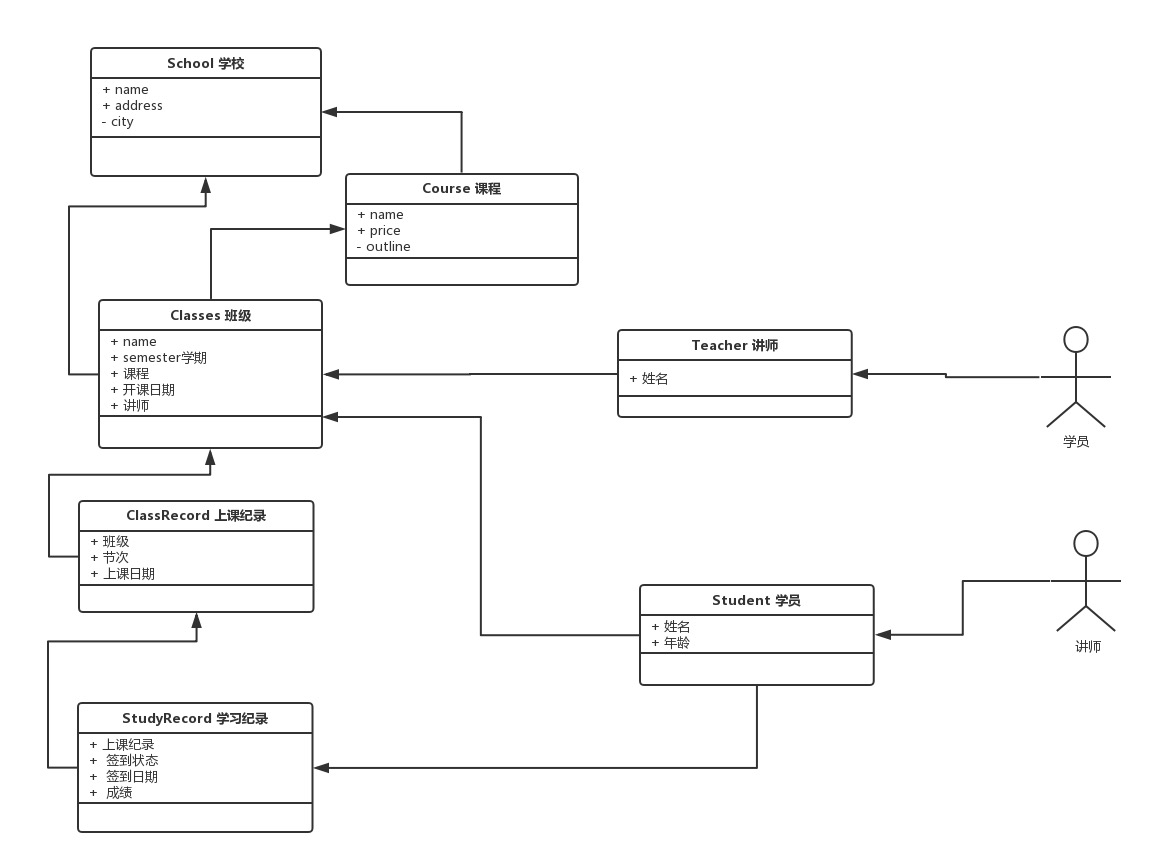 School 学校
+ name
+ address
- city
Course 课程
+ name
+ price
- outline
Classes 班级
+ name
+ semester学期
+ 课程
+ 开课日期
+ 讲师
Teacher 讲师
+ 姓名
学员
ClassRecord 上课纪录
+ 班级
+ 节次
+ 上课日期
Student 学员
+ 姓名
+ 年龄
讲师
StudyRecord 学习纪录
+ 上课纪录
+ 签到状态
+ 签到日期
+ 成绩